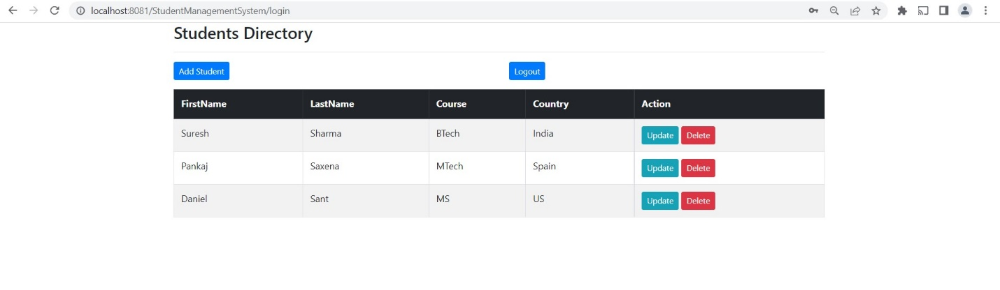 localhost:8081/StudentManagementSystem/login
Students Directory
Add Student Logout
FirstName LastName Course Country Action
Suresh Sharma BTech India Update Delete
Pankaj Saxena MTech Spain Update Delete
Daniel Sant MS US Update Delete